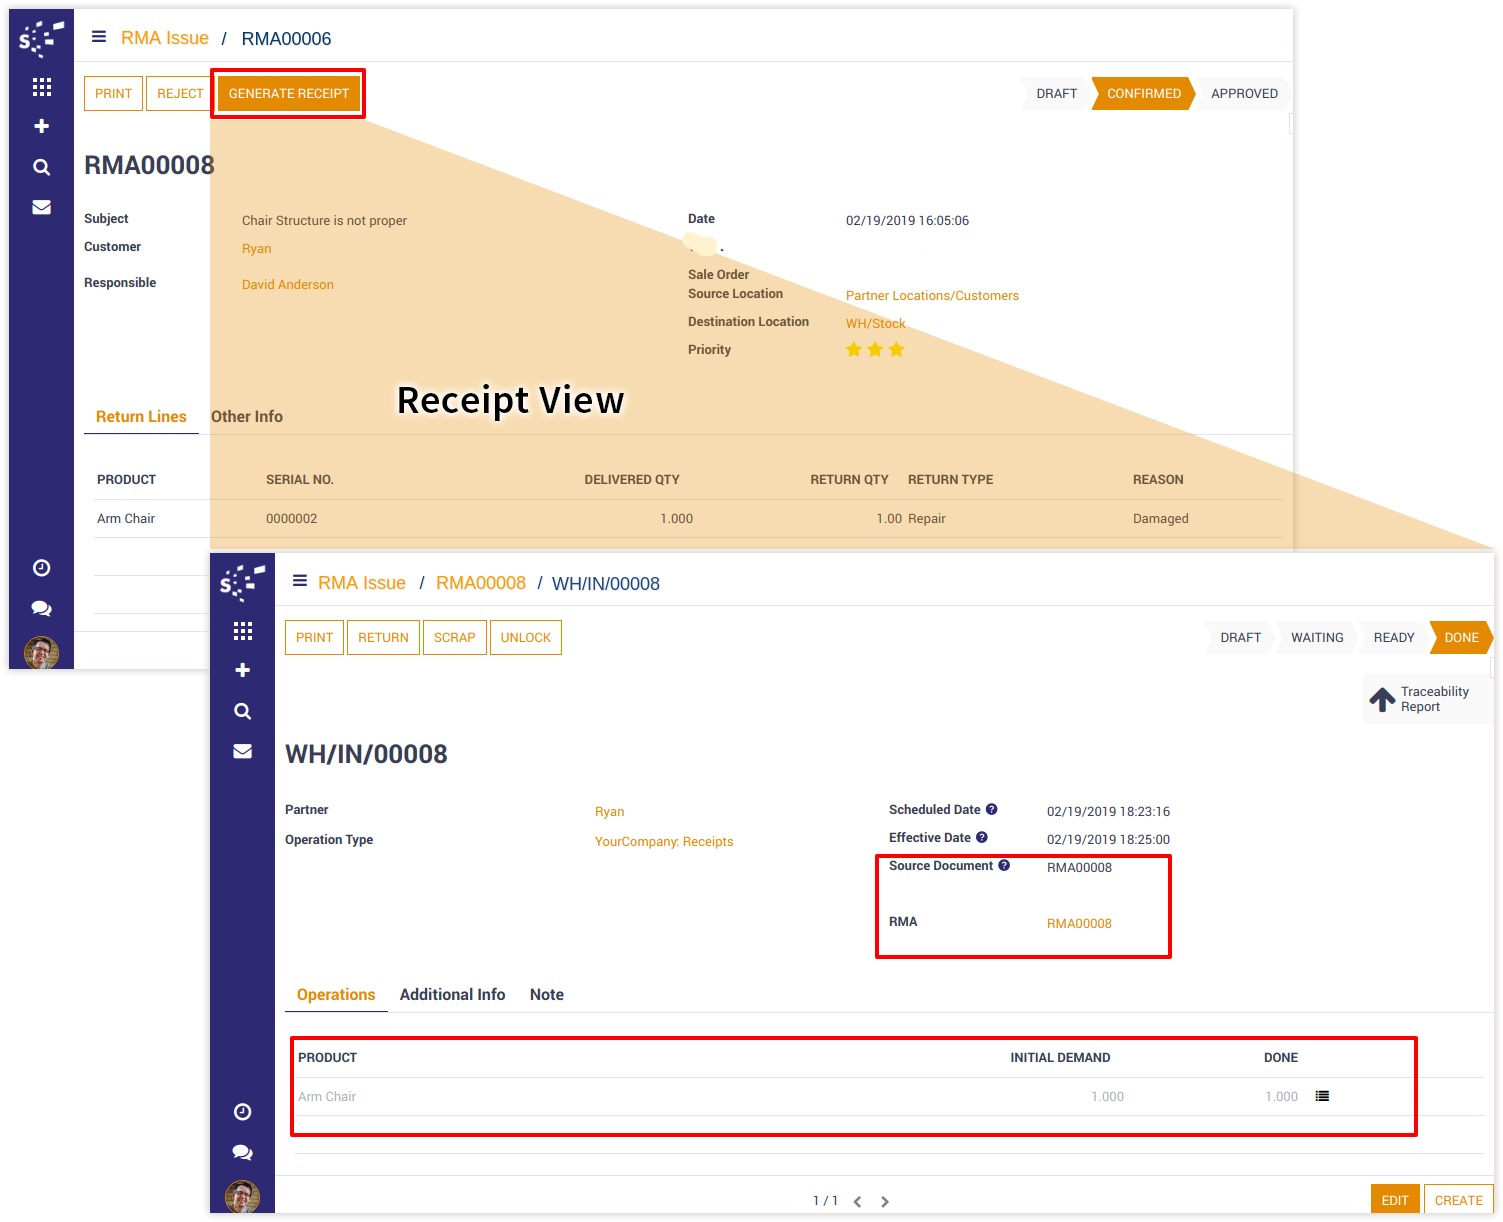 RMA Issue / RMA00006
PRINT REJECT GENERATE RECEIPT DRAFT CONFIRMED APPROVED
RMA00008
Subject Chair Structure is not proper Date 02/19/2019 16:05:06
Customer Ryan
Responsible David Anderson Sale Order
Source Location Partner Locations/Customers
Destination Location WH/Stock
Priority
Receipt View
Return Lines Other Info
PRODUCT SERIAL NO. DELIVERED QTY RETURN QTY RETURN TYPE REASON
Arm Chair 0000002 1.000 1.00 Repair Damaged
RMA Issue / RMA00008 / WH/IN/00008
PRINT RETURN SCRAP UNLOCK DRAFT WAITING READY DONE
Traceability
Report
WH/IN/00008
Partner Ryan Scheduled Date ? 02/19/2019 18:23:16
Operation Type YourCompany: Receipts Effective Date ? 02/19/2019 18:25:00
Source Document ? RMA00008
RMA RMA00008
Operations Additional Info Note
PRODUCT INITIAL DEMAND DONE
Arm Chair 1.000 1.000
1 / 1 EDIT CREATE